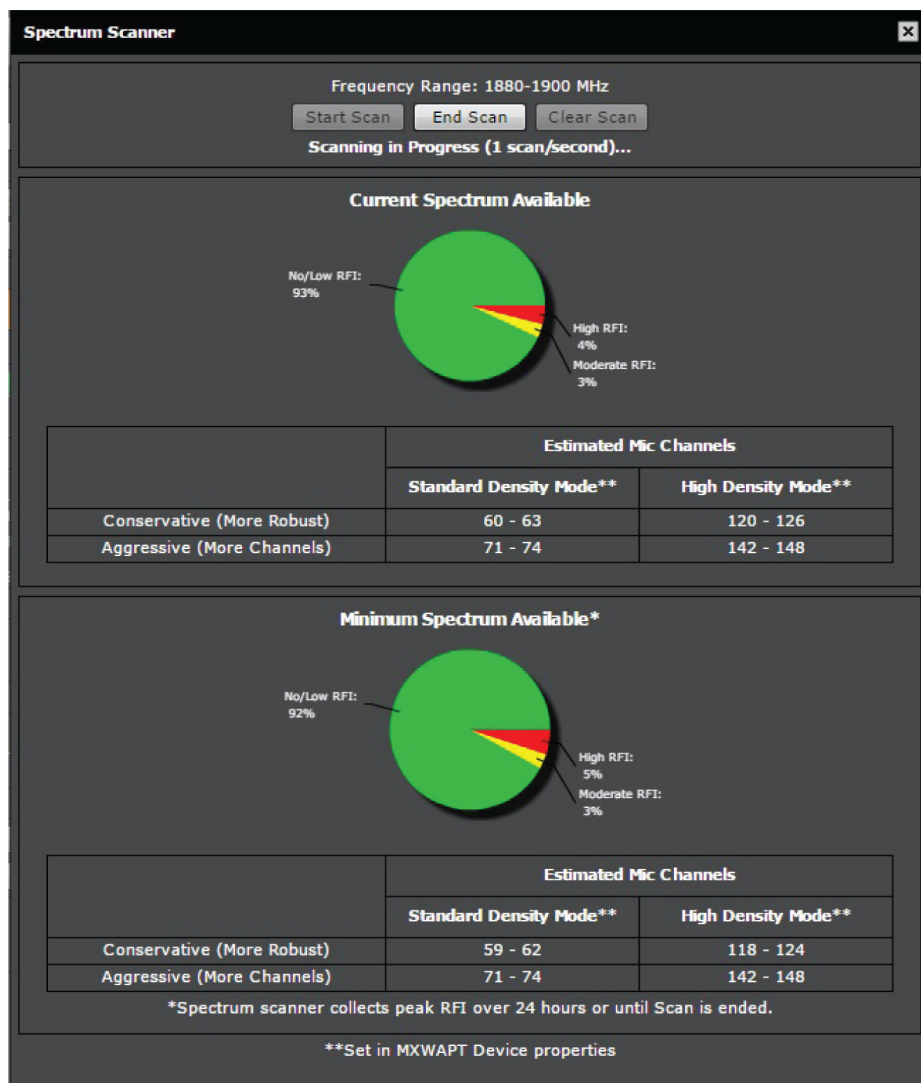 Spectrum Scanner
Frequency Range: 1880-1900 MHz
Start Scan End Scan Clear Scan
Scanning in Progress (1 scan/second)...
Current Spectrum Available
No/Low RFI:
93%
High RFI:
4%
Moderate RFI:
3%
Estimated Mic Channels
Standard Density Mode** High Density Mode**
Conservative (More Robust) 60 - 63 120 - 126
Aggressive (More Channels) 71 - 74 142 - 148
Minimum Spectrum Available*
No/Low RFI:
92%
High RFI:
5%
Moderate RFI:
3%
Estimated Mic Channels
Standard Density Mode** High Density Mode**
Conservative (More Robust) 59 - 62 118 - 124
Aggressive (More Channels) 71 - 74 142 - 148
*Spectrum scanner collects peak RFI over 24 hours or until Scan is ended.
**Set in MXWAPT Device properties